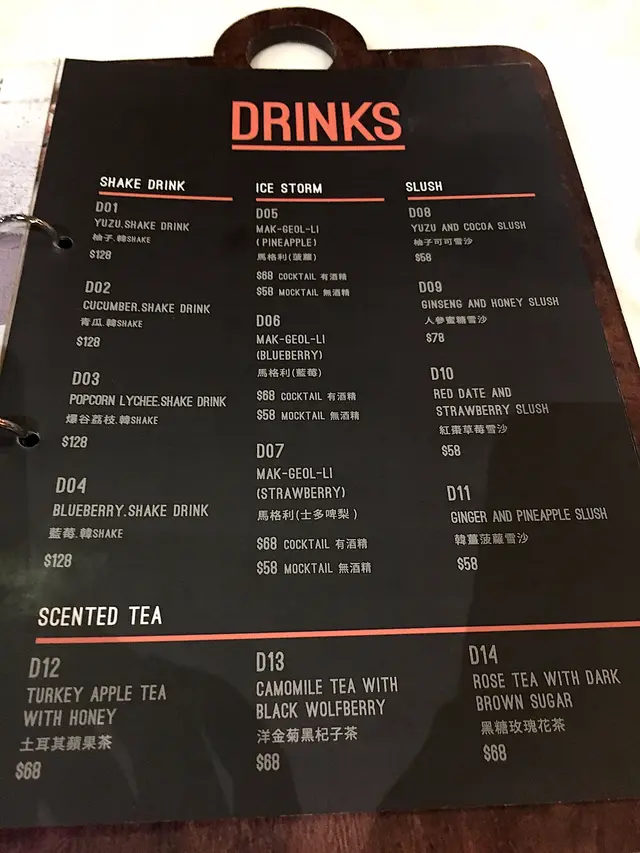 DRINKS
SHAKE DRINK
D01
YUZU.SHAKE DRINK
柚子.韓SHAKE
$128
D02
CUCUMBER.SHAKE DRINK
青瓜.韓SHAKE
$128
D03
POPCORN LYCHEE.SHAKE DRINK
爆谷荔枝.韓SHAKE
$128
D04
BLUEBERRY.SHAKE DRINK
藍莓.韓SHAKE
$128
ICE STORM
D05
MAK-GEOL-LI
(PINEAPPLE)
馬格利(菠蘿)
$68 COCKTAIL 有酒精
$58 MOCKTAIL 無酒精
D06
MAK-GEOL-LI
(BLUEBERRY)
馬格利(藍莓)
$68 COCKTAIL 有酒精
$58 MOCKTAIL 無酒精
D07
MAK-GEOL-LI
(STRAWBERRY)
馬格利(士多啤梨)
$68 COCKTAIL 有酒精
$58 MOCKTAIL 無酒精
SLUSH
D08
YUZU AND COCOA SLUSH
柚子可可雪沙
$58
D09
GINSENG AND HONEY SLUSH
人參蜜糖雪沙
$78
D10
RED DATE AND
STRAWBERRY SLUSH
紅棗草莓雪沙
$58
D11
GINGER AND PINEAPPLE SLUSH
韓薑菠蘿雪沙
$58
SCENTED TEA
D12
TURKEY APPLE TEA
WITH HONEY
土耳其蘋果茶
$68
D13
CAMOMILE TEA WITH
BLACK WOLFBERRY
洋金菊黑杞子茶
$68
D14
ROSE TEA WITH DARK
BROWN SUGAR
黑糖玫瑰花茶
$68